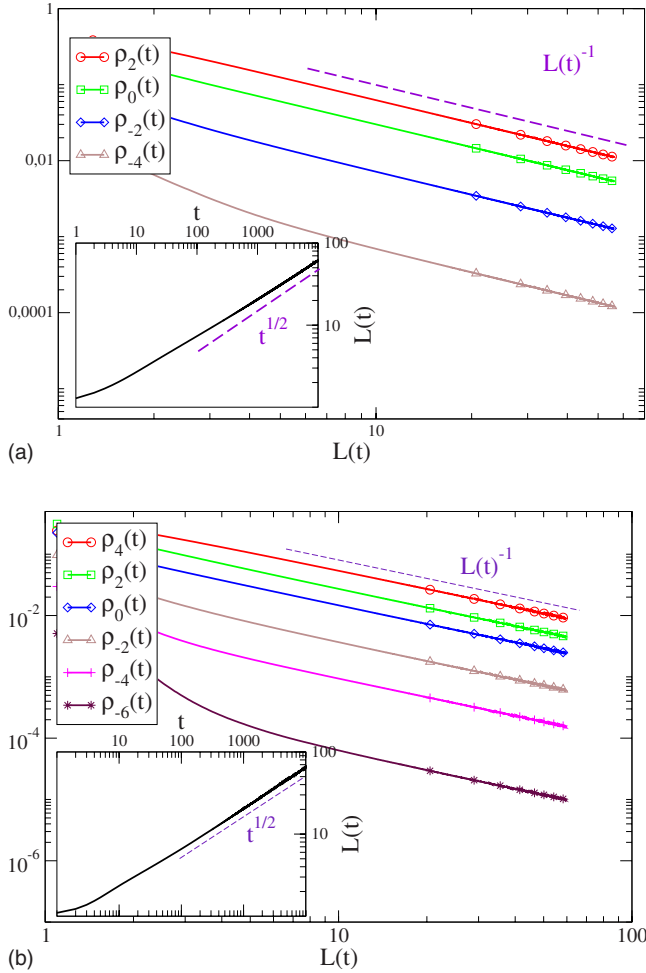 1
ρ₂(t)
ρ₀(t)
ρ₋₂(t)
ρ₋₄(t)
L(t)⁻¹
0,01
0,0001
t
1 10 100 1000
100
10
L(t)
t^{1/2}
1 10
(a) L(t)
ρ₄(t)
ρ₂(t)
ρ₀(t)
ρ₋₂(t)
ρ₋₄(t)
ρ₋₆(t)
L(t)⁻¹
10⁻²
10⁻⁴
10⁻⁶
t
10 100 1000
100
10
L(t)
t^{1/2}
1 10 100
(b) L(t)